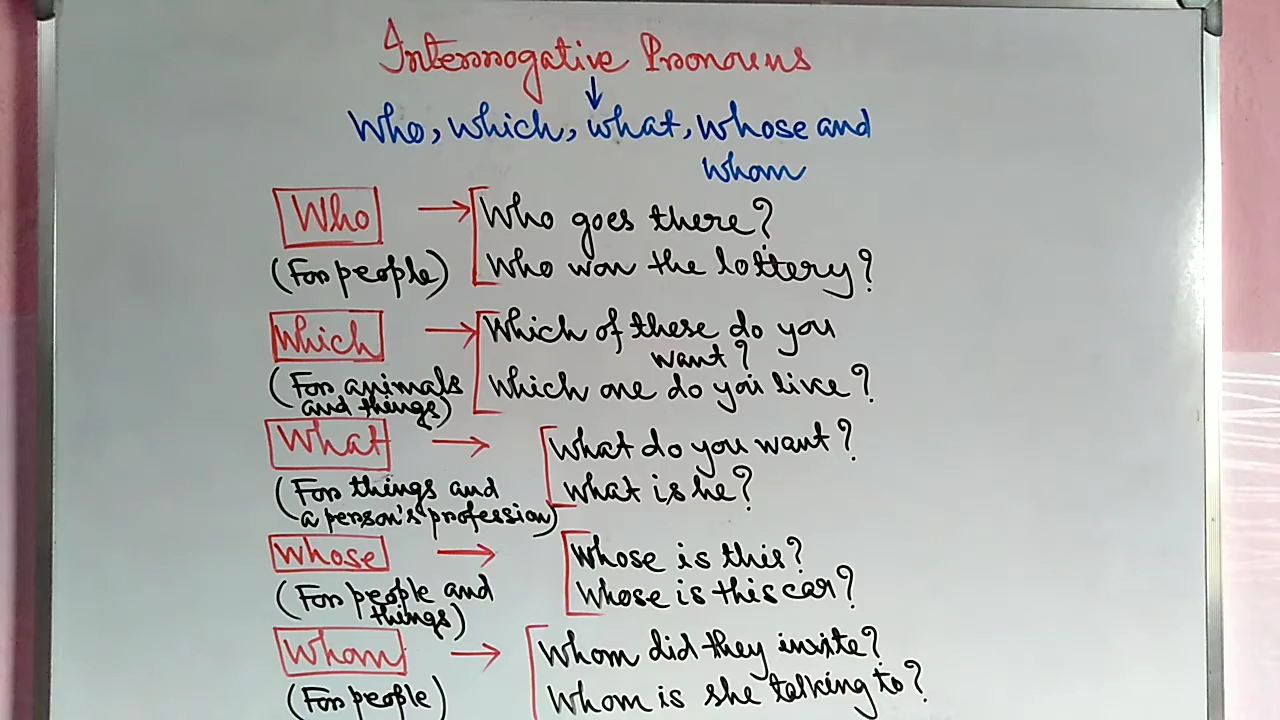 Interrogative Pronouns
↓
Who, which, what, whose and
whom
Who → Who goes there?
(For people) Who won the lottery?
Which → Which of these do you
want?
(For animals
and things) Which one do you like?
What → What do you want?
(For things and
a person's profession) What is he?
Whose → Whose is this?
(For people and
things) Whose is this car?
Whom → Whom did they invite?
(For people) Whom is she talking to?